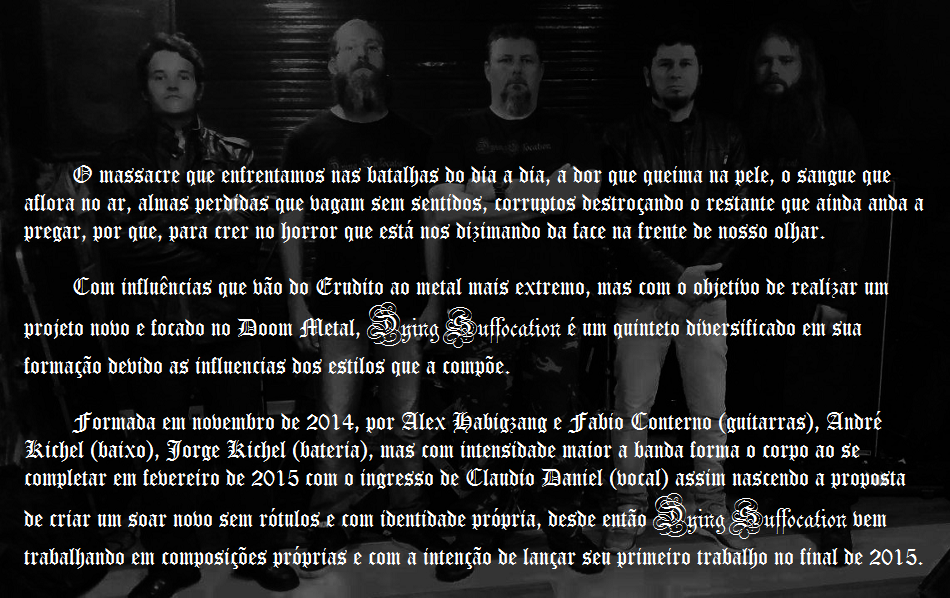 O massacre que enfrentamos nas batalhas do dia a dia, a dor que queima na pele, o sangue que
aflora no ar, almas perdidas que vagam sem sentidos, corruptos destroçando o restante que ainda anda a
pregar, por que, para crer no horror que está nos dizimando da face na frente de nosso olhar.
Com influências que vão do Erudito ao metal mais extremo, mas com o objetivo de realizar um
projeto novo e focado no Doom Metal, Dying Suffocation é um quinteto diversificado em sua
formação devido as influencias dos estilos que a compõe.
Formada em novembro de 2014, por Alex Habigzang e Fabio Conterno (guitarras), André
Kichel (baixo), Jorge Kichel (bateria), mas com intensidade maior a banda forma o corpo ao se
completar em fevereiro de 2015 com o ingresso de Claudio Daniel (vocal) assim nascendo a proposta
de criar um soar novo sem rótulos e com identidade própria, desde então Dying Suffocation vem
trabalhando em composições próprias e com a intenção de lançar seu primeiro trabalho no final de 2015.